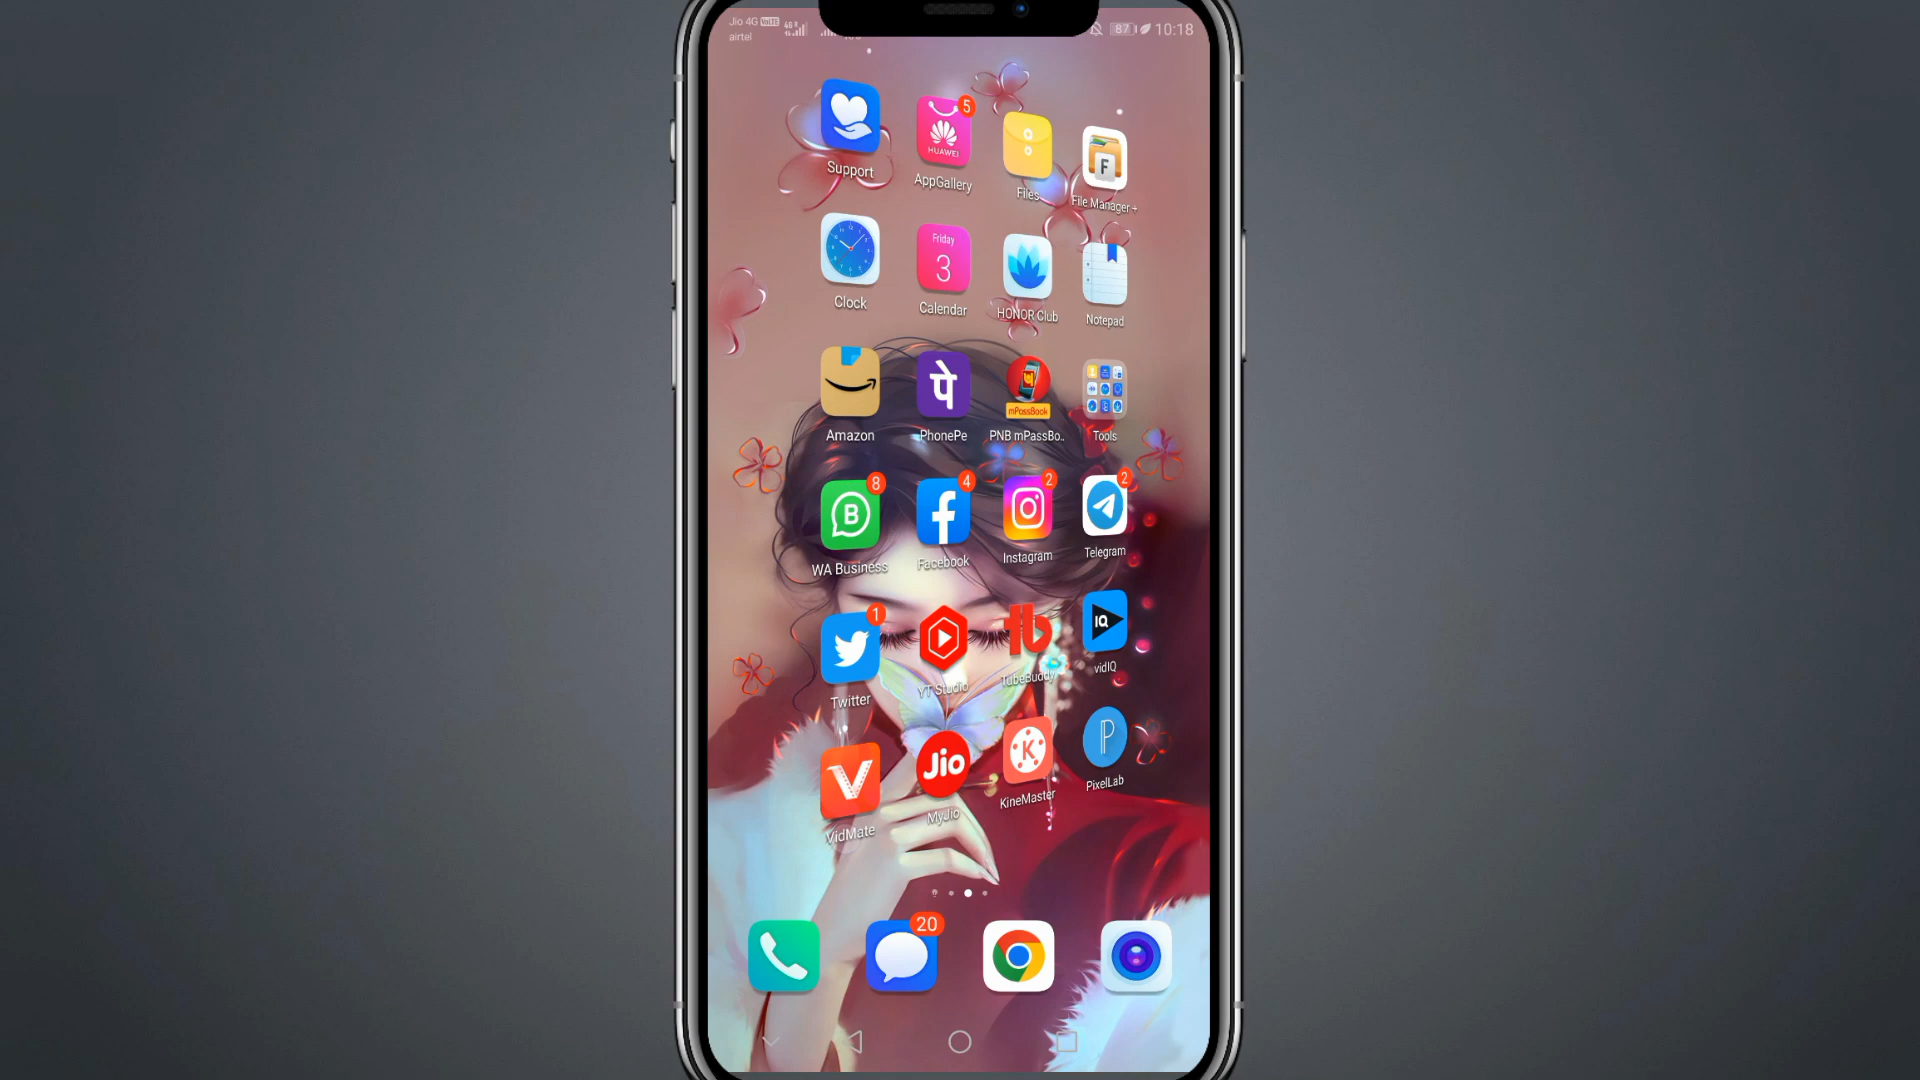 Jio 4G VoLTE
airtel
87
10:18
5
HUAWEI
Support
AppGallery
Files
F
File Manager +
Friday
3
Clock
Calendar
HONOR Club
Notepad
पे
mPassBook
Amazon
PhonePe
PNB mPassBo..
Tools
8
4
2
2
B
WA Business
Facebook
Instagram
Telegram
1
tb
IQ
Twitter
YT Studio
TubeBuddy
vidIQ
Jio
K
P
VidMate
MyJio
KineMaster
PixelLab
20